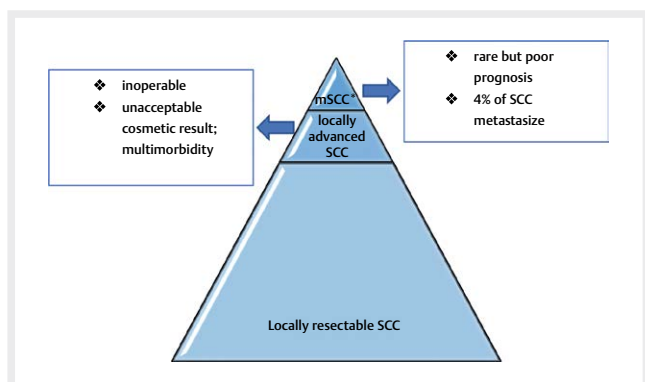 ❖ inoperable
❖ unacceptable
cosmetic result;
multimorbidity
❖ rare but poor
prognosis
❖ 4% of SCC
metastasize
mSCC*
locally
advanced
SCC
Locally resectable SCC